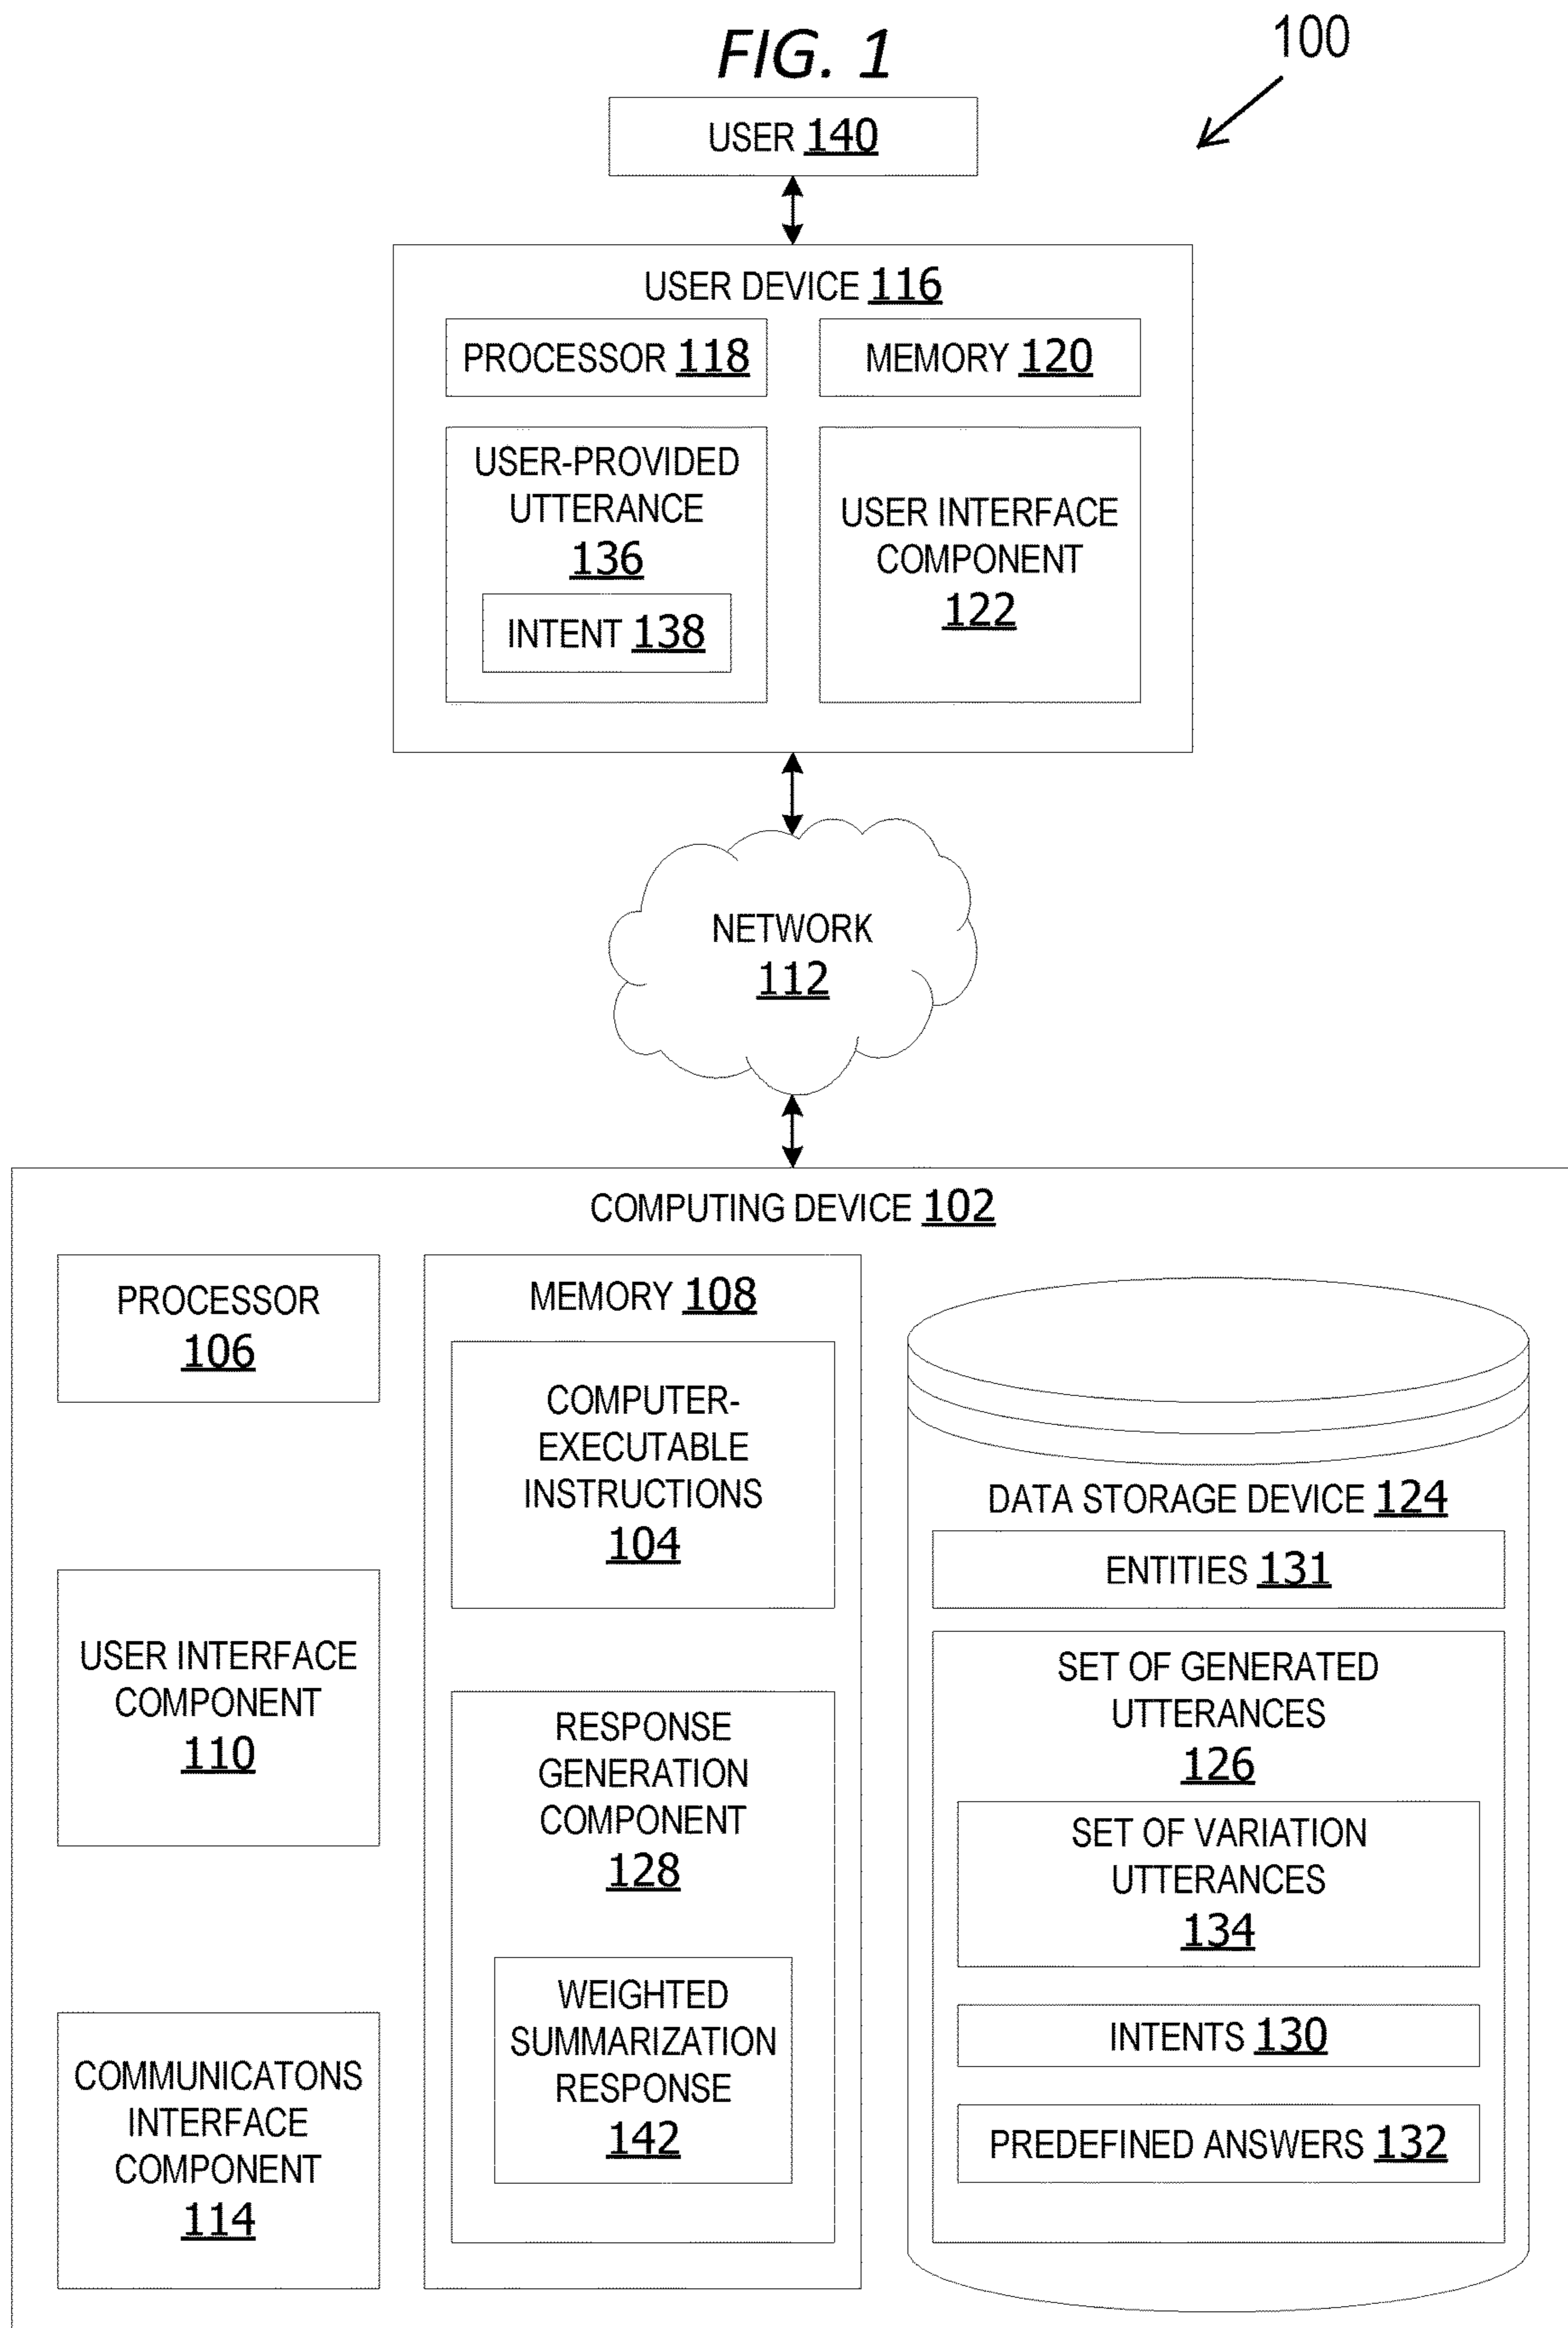 FIG. 1
100
USER 140
USER DEVICE 116
PROCESSOR 118
MEMORY 120
USER-PROVIDED
UTTERANCE
136
INTENT 138
USER INTERFACE
COMPONENT
122
NETWORK
112
COMPUTING DEVICE 102
PROCESSOR
106
USER INTERFACE
COMPONENT
110
COMMUNICATONS
INTERFACE
COMPONENT
114
MEMORY 108
COMPUTER-
EXECUTABLE
INSTRUCTIONS
104
RESPONSE
GENERATION
COMPONENT
128
WEIGHTED
SUMMARIZATION
RESPONSE
142
DATA STORAGE DEVICE 124
ENTITIES 131
SET OF GENERATED
UTTERANCES
126
SET OF VARIATION
UTTERANCES
134
INTENTS 130
PREDEFINED ANSWERS 132